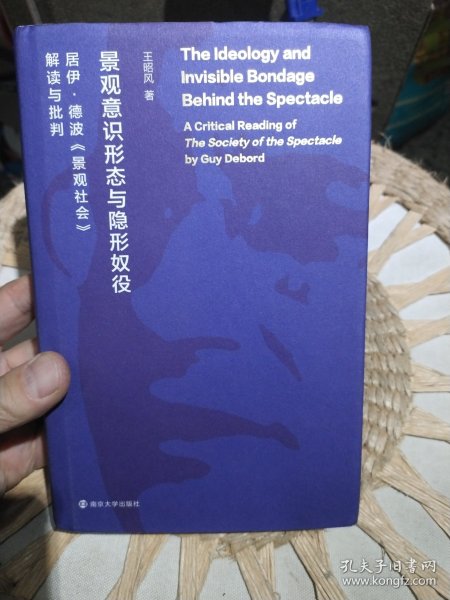 The Ideology and
Invisible Bondage
Behind the Spectacle
A Critical Reading of
The Society of the Spectacle
by Guy Debord
王昭风 著
景观意识形态与隐形奴役
居伊·德波《景观社会》
解读与批判
南京大学出版社
孔夫子旧书网
www.kongfz.com